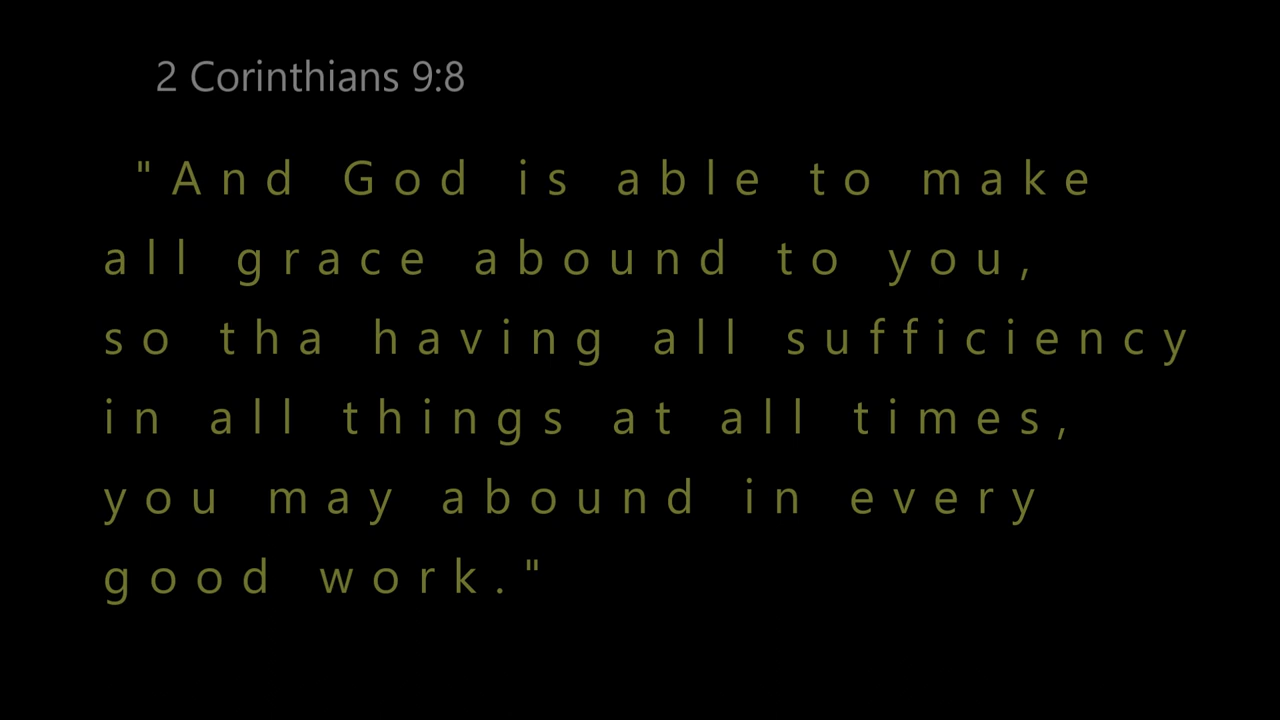 2 Corinthians 9:8
"And God is able to make
all grace abound to you,
so tha having all sufficiency
in all things at all times,
you may abound in every
good work."